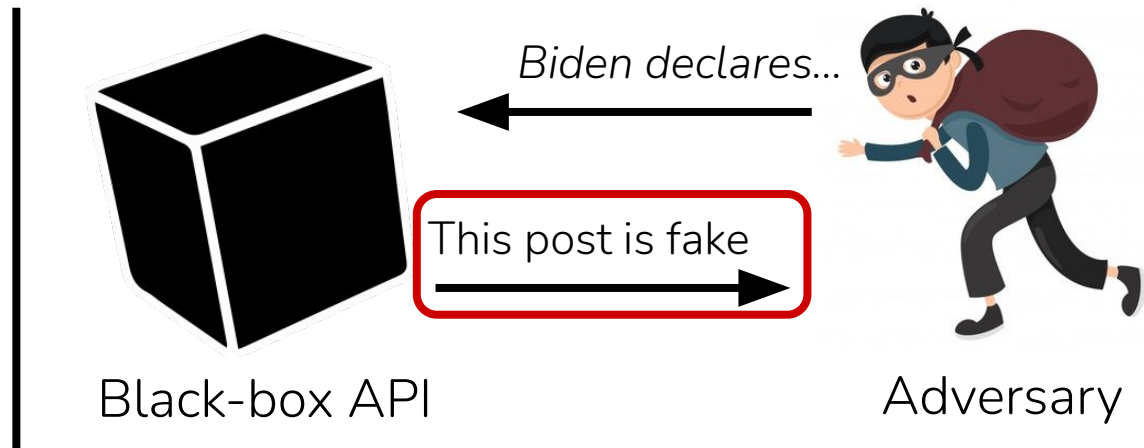 Biden declares...
This post is fake
Black-box API
Adversary